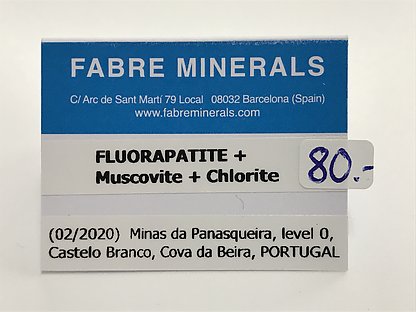 FABRE MINERALS
C/ Arc de Sant Martí 79 Local 08032 Barcelona (Spain)
www.fabreminerals.com
FLUORAPATITE +
Muscovite + Chlorite
80.-
(02/2020) Minas da Panasqueira, level 0,
Castelo Branco, Cova da Beira, PORTUGAL